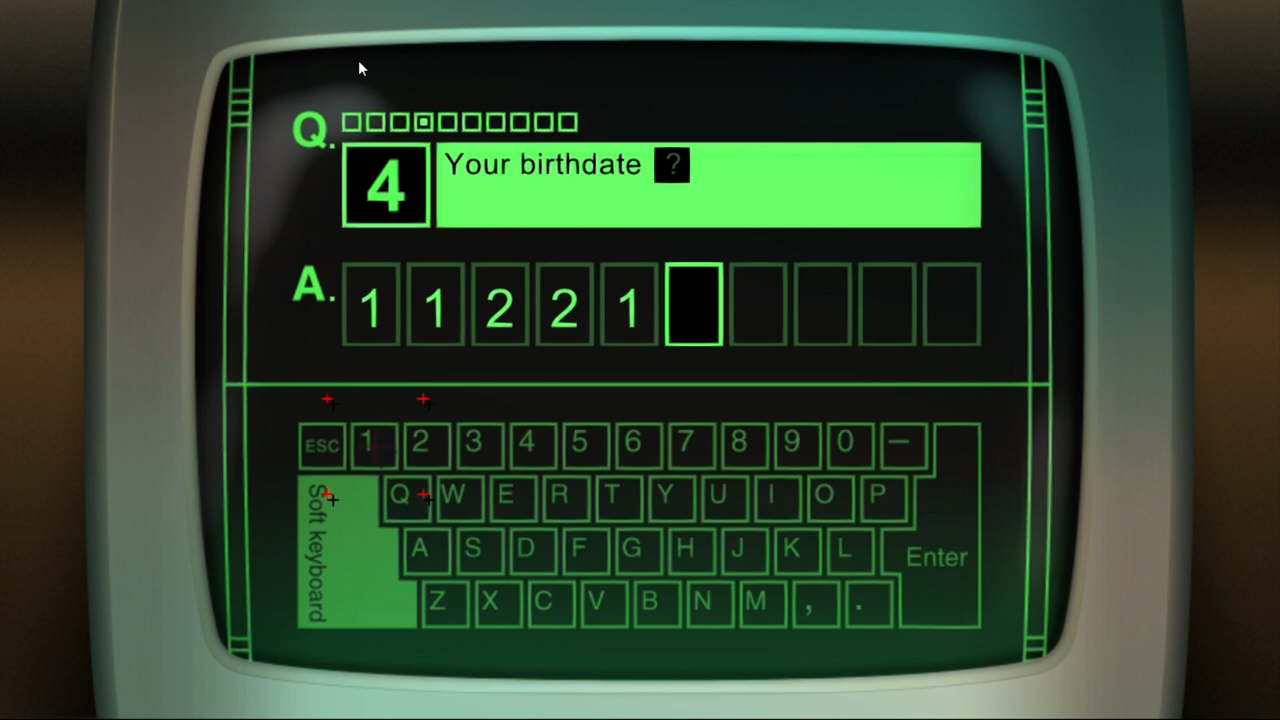 Q.
4 Your birthdate ?
A. 1 1 2 2 1
ESC 1 2 3 4 5 6 7 8 9 0 —
Q W E R T Y U I O P
A S D F G H J K L Enter
Z X C V B N M , .
Soft keyboard